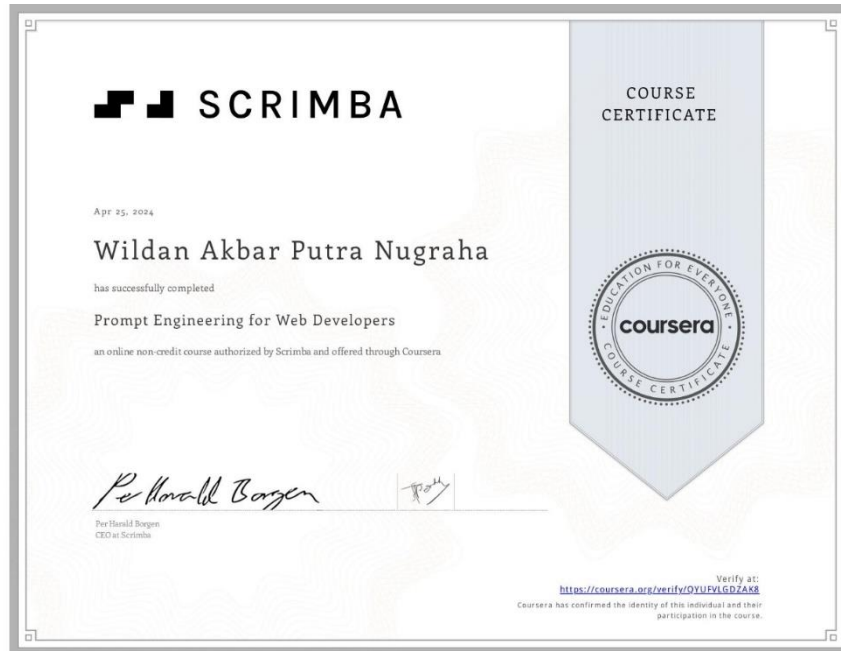 SCRIMBA
COURSE
CERTIFICATE
Apr 25, 2024
Wildan Akbar Putra Nugraha
has successfully completed
Prompt Engineering for Web Developers
an online non-credit course authorized by Scrimba and offered through Coursera
EDUCATION FOR EVERYONE
coursera
COURSE CERTIFICATE
Per Harald Borgen
Per Harald Borgen
CEO at Scrimba
Verify at:
https://coursera.org/verify/QYUFVLGDZAK8
Coursera has confirmed the identity of this individual and their
participation in the course.